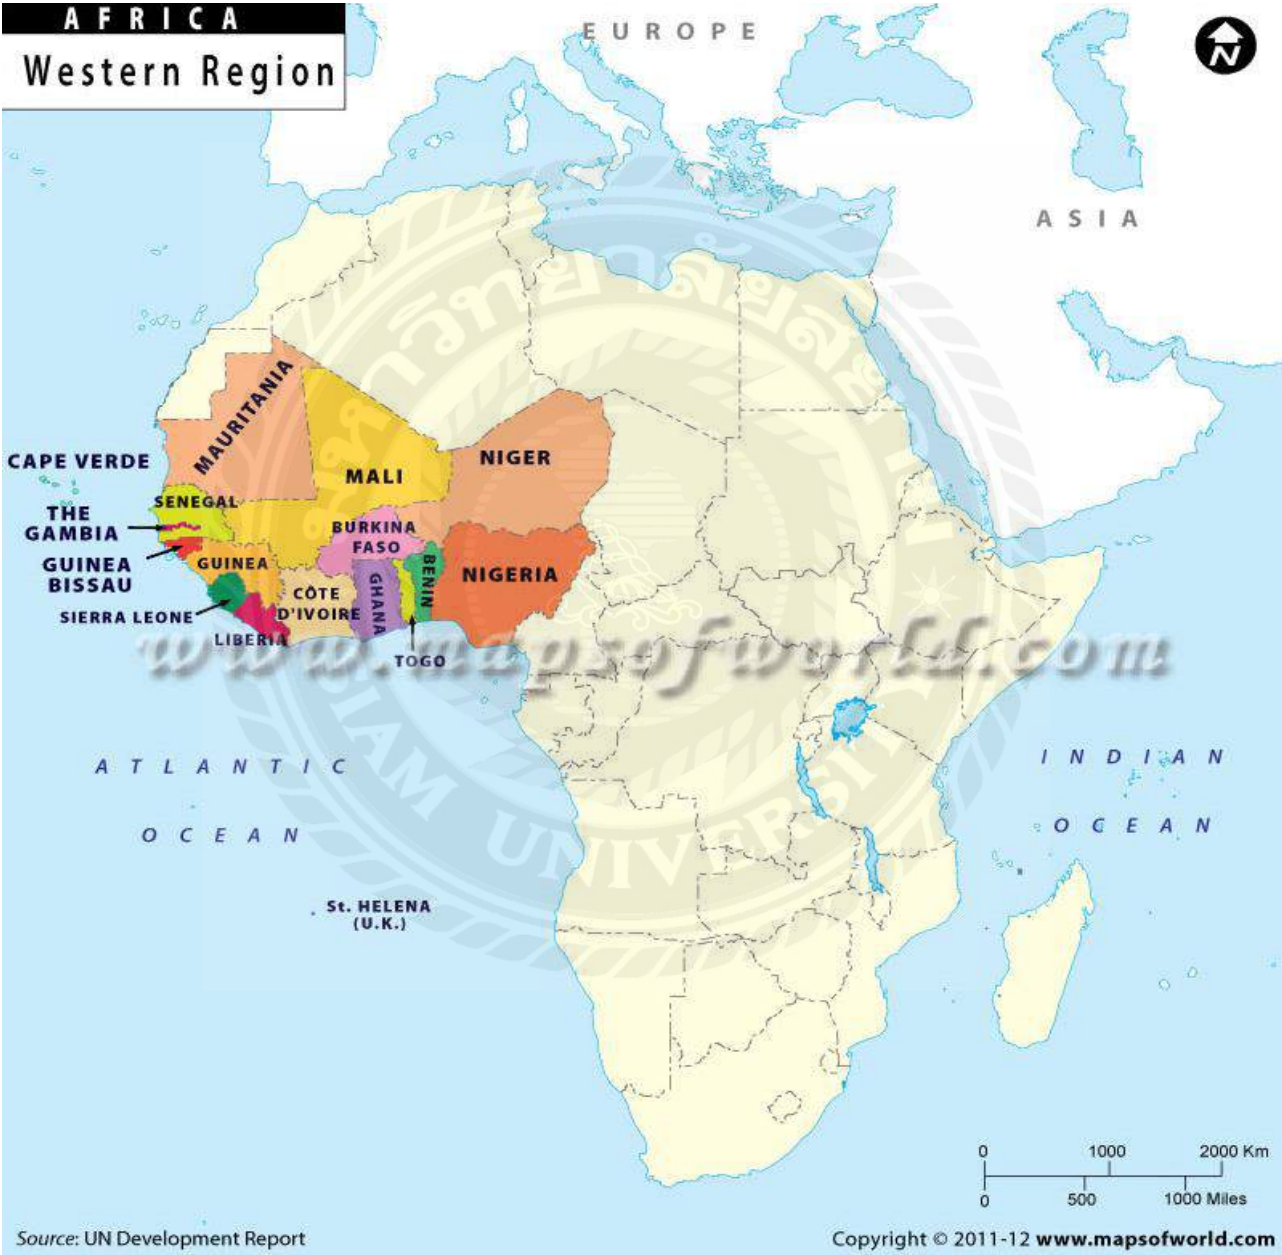 AFRICA
Western Region
EUROPE
N
ASIA
MAURITANIA
CAPE VERDE
MALI
NIGER
SENEGAL
THE
GAMBIA
BURKINA
FASO
GUINEA
BISSAU
GUINEA
BENIN
NIGERIA
GHANA
CÔTE
D'IVOIRE
SIERRA LEONE
LIBERIA
TOGO
www.mapsofworld.com
ATLANTIC
OCEAN
INDIAN
OCEAN
SIAM UNIVERSITY
St. HELENA
(U.K.)
0 1000 2000 Km
0 500 1000 Miles
Source: UN Development Report
Copyright © 2011-12 www.mapsofworld.com